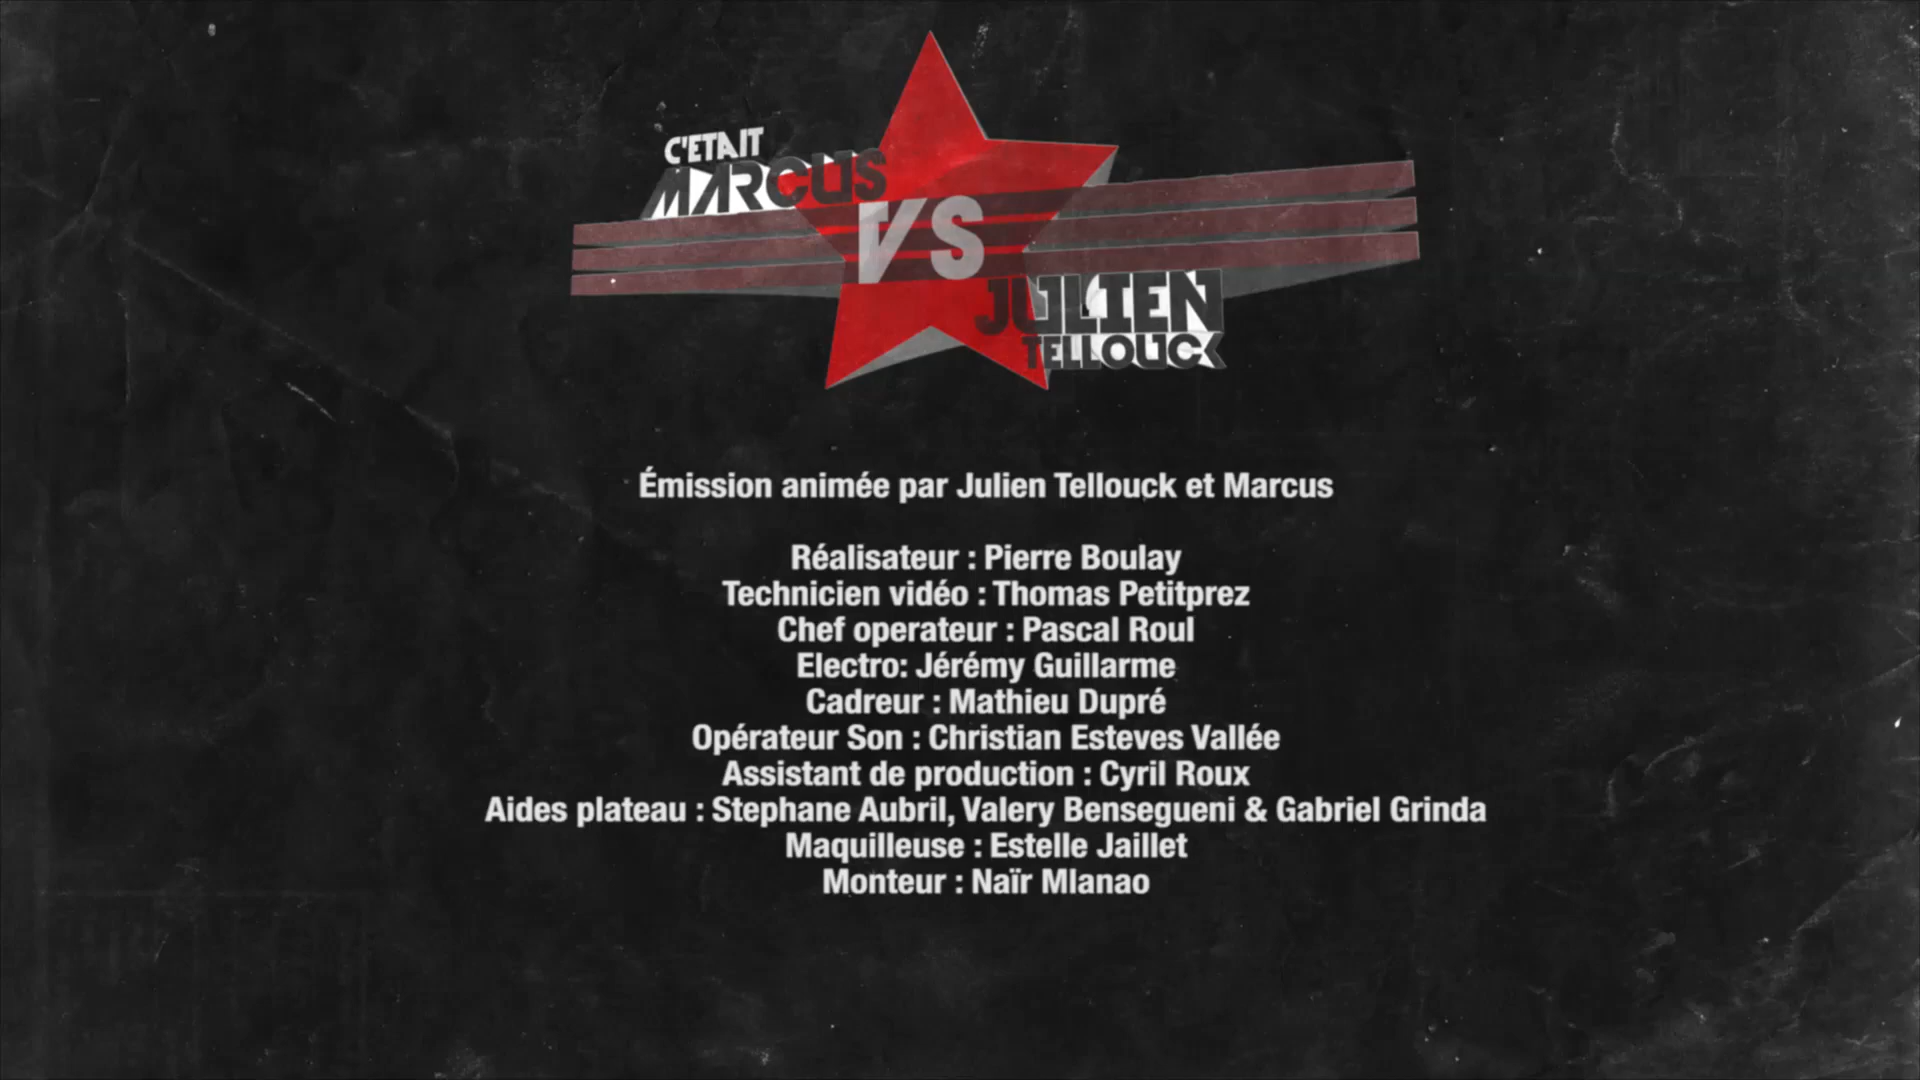 C'ETAIT
MARCUS
VS
JULIEN
TELLOUCK
Émission animée par Julien Tellouck et Marcus
Réalisateur : Pierre Boulay
Technicien vidéo : Thomas Petitprez
Chef operateur : Pascal Roul
Electro: Jérémy Guillarme
Cadreur : Mathieu Dupré
Opérateur Son : Christian Esteves Vallée
Assistant de production : Cyril Roux
Aides plateau : Stephane Aubril, Valery Bensegueni & Gabriel Grinda
Maquilleuse : Estelle Jaillet
Monteur : Naïr Mlanao